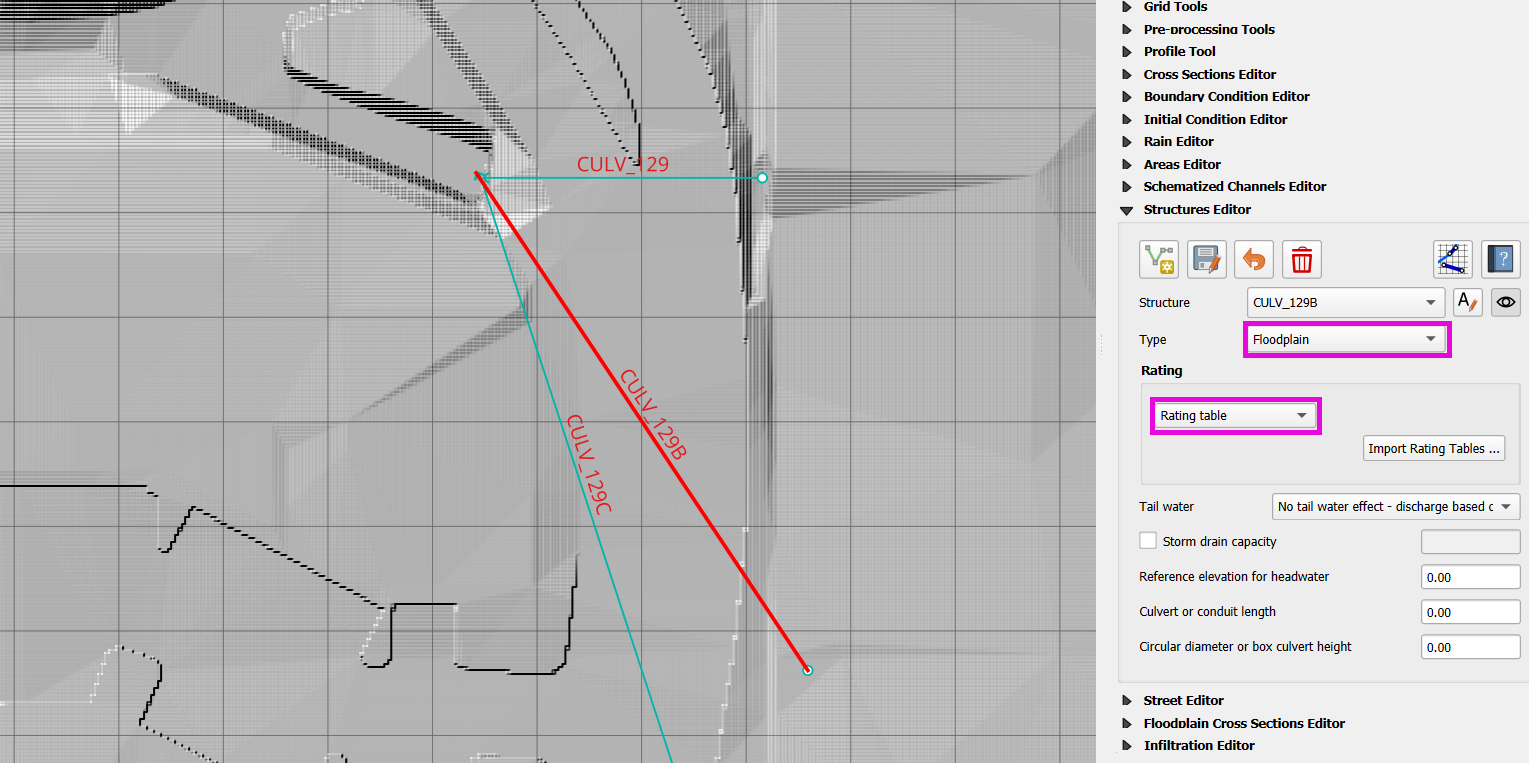 CULV_129
CULV_129B
CULV_129C
Grid Tools
Pre-processing Tools
Profile Tool
Cross Sections Editor
Boundary Condition Editor
Initial Condition Editor
Rain Editor
Areas Editor
Schematized Channels Editor
Structures Editor
?
Structure CULV_129B A
Type Floodplain
Rating
Rating table
Import Rating Tables ...
Tail water No tail water effect - discharge based c
Storm drain capacity
Reference elevation for headwater 0.00
Culvert or conduit length 0.00
Circular diameter or box culvert height 0.00
Street Editor
Floodplain Cross Sections Editor
Infiltration Editor